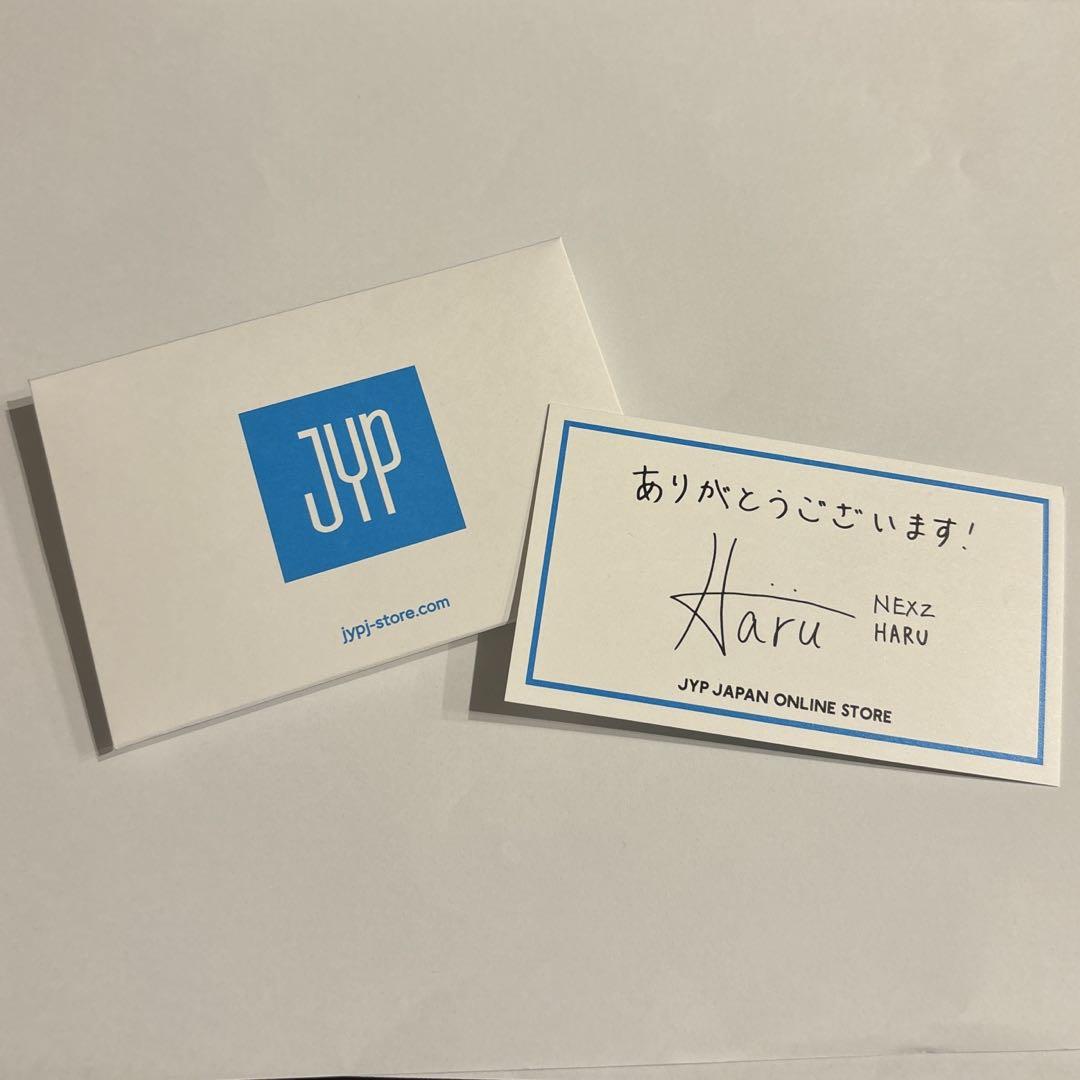 JYP
jypj-store.com
ありがとうございます!
Haru
NEXZ
HARU
JYP JAPAN ONLINE STORE